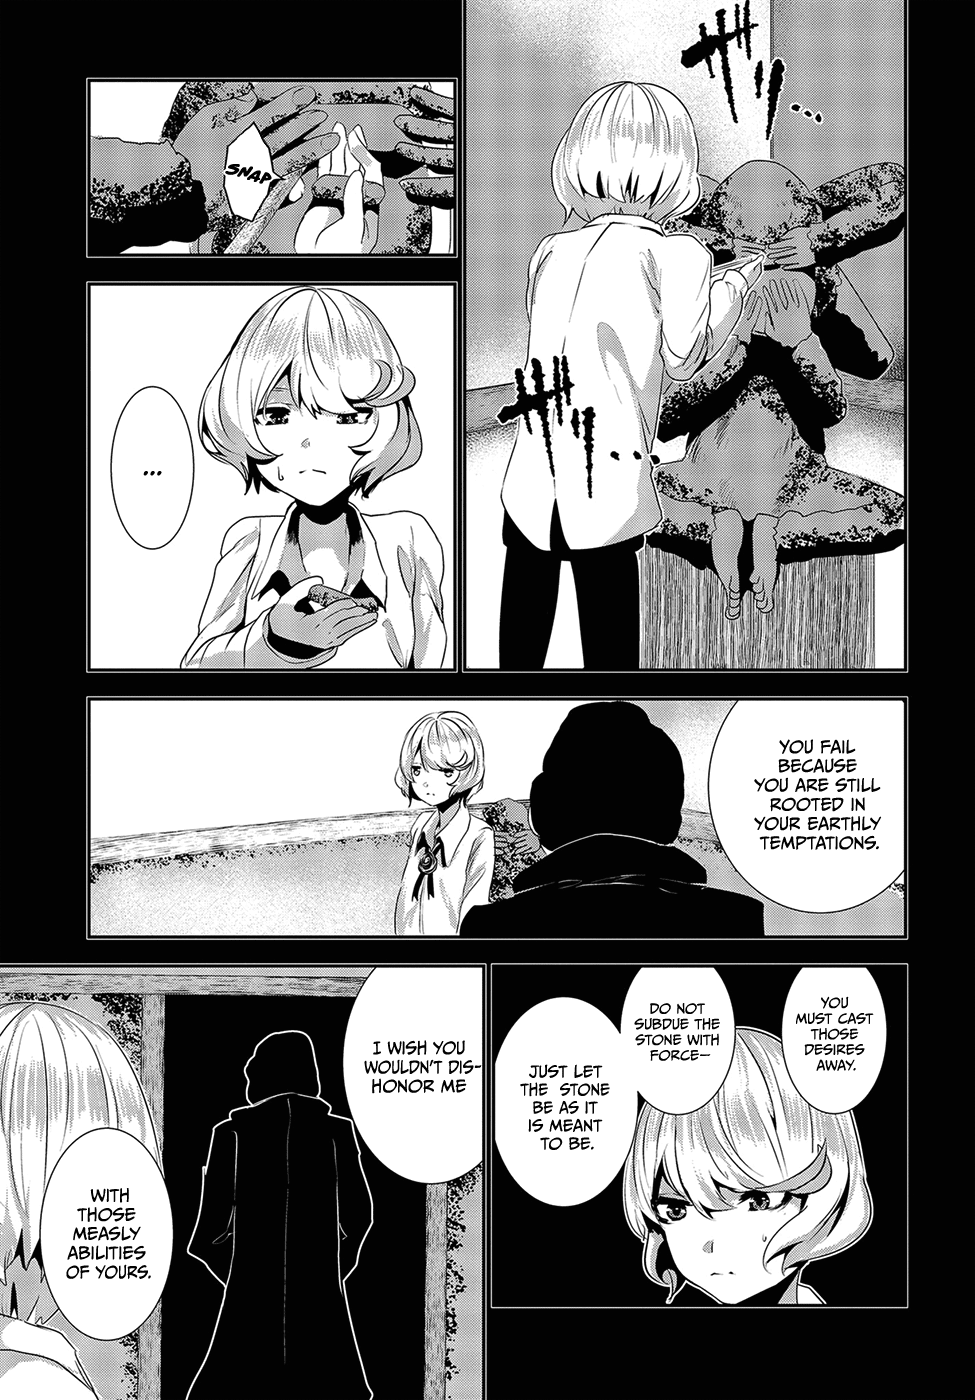 SNAP
...
YOU FAIL
BECAUSE
YOU ARE STILL
ROOTED IN
YOUR EARTHLY
TEMPTATIONS.
YOU
MUST CAST
THOSE
DESIRES
AWAY.
DO NOT
SUBDUE THE
STONE WITH
FORCE—
JUST LET
THE STONE
BE AS IT
IS MEANT
TO BE.
I WISH YOU
WOULDN'T DIS-
HONOR ME
WITH
THOSE
MEASLY
ABILITIES
OF YOURS.